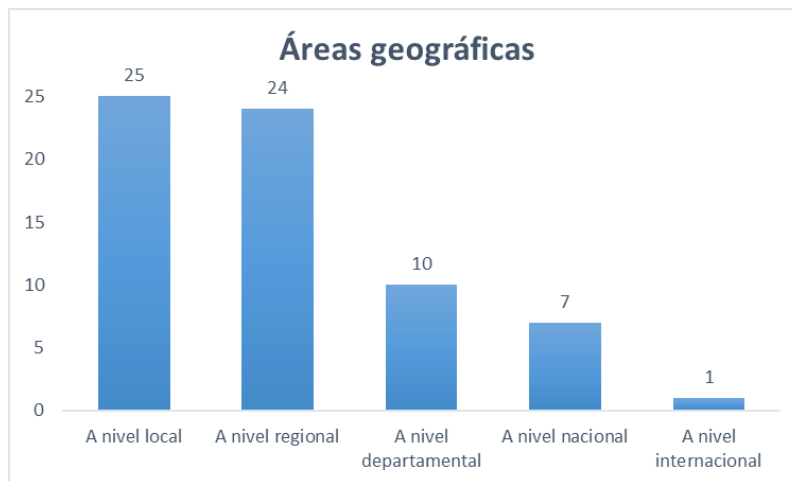 Áreas geográficas
25
24
10
7
1
25
20
15
10
5
0
A nivel local
A nivel regional
A nivel
departamental
A nivel nacional
A nivel
internacional